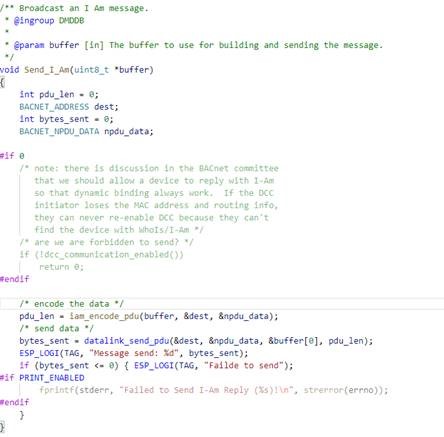 /** Broadcast an I Am message.
 * @ingroup DMDDB
 *
 * @param buffer [in] The buffer to use for building and sending the message.
 */
void Send_I_Am(uint8_t *buffer)
{
    int pdu_len = 0;
    BACNET_ADDRESS dest;
    int bytes_sent = 0;
    BACNET_NPDU_DATA npdu_data;

#if 0
    /* note: there is discussion in the BACnet committee
       that we should allow a device to reply with I-Am
       so that dynamic binding always work.  If the DCC
       initiator loses the MAC address and routing info,
       they can never re-enable DCC because they can't
       find the device with WhoIs/I-Am */
    /* are we are forbidden to send? */
    if (!dcc_communication_enabled())
        return 0;
#endif

    /* encode the data */
    pdu_len = iam_encode_pdu(buffer, &dest, &npdu_data);
    /* send data */
    bytes_sent = datalink_send_pdu(&dest, &npdu_data, &buffer[0], pdu_len);
    ESP_LOGI(TAG, "Message send: %d", bytes_sent);
    if (bytes_sent <= 0) { ESP_LOGI(TAG, "Failde to send");
#if PRINT_ENABLED
        fprintf(stderr, "Failed to Send I-Am Reply (%s)!\n", strerror(errno));
#endif
    }
}